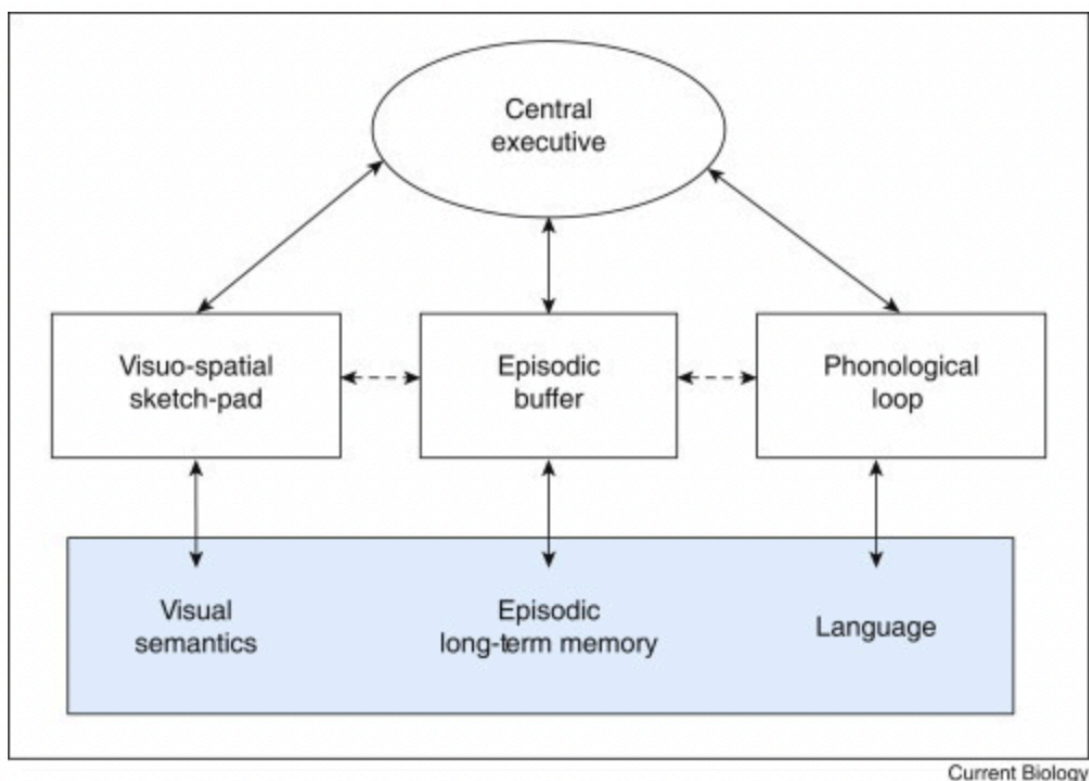 Central
executive
Visuo-spatial
sketch-pad
Episodic
buffer
Phonological
loop
Visual
semantics
Episodic
long-term memory
Language
Current Biology